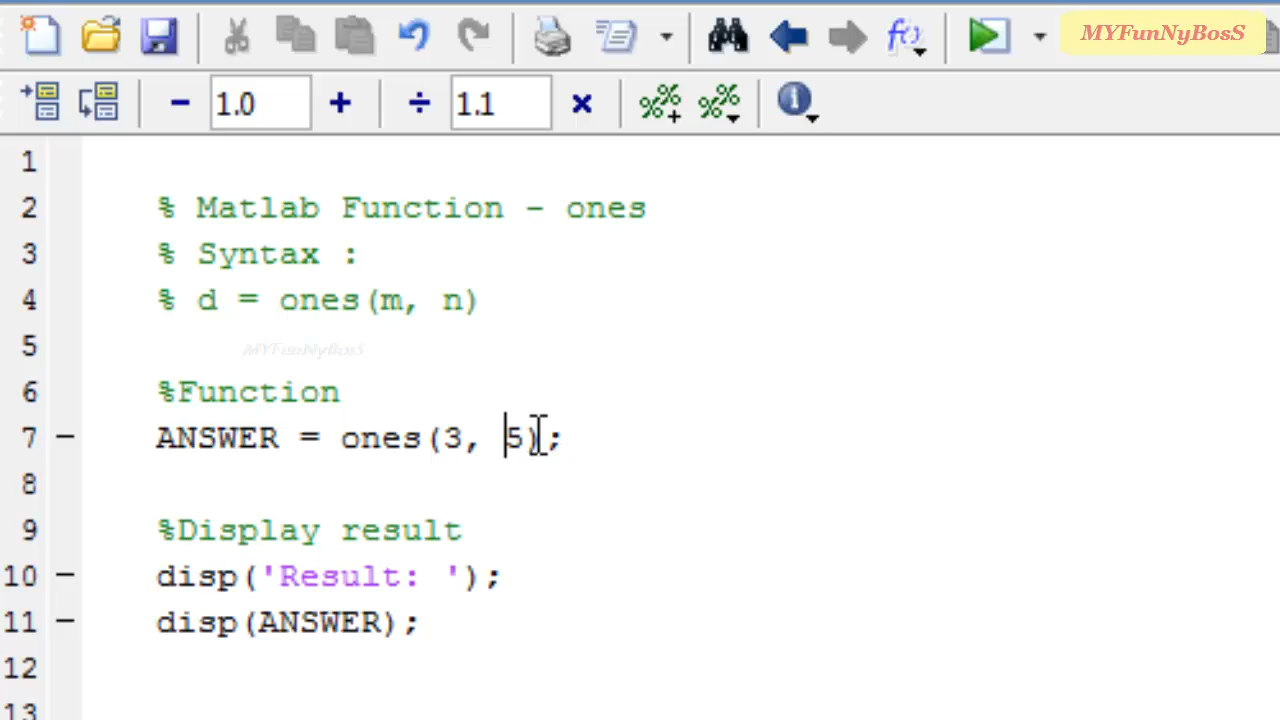 MYFunNyBosS
1.0
1.1
1
2 % Matlab Function - ones
3 % Syntax :
4 % d = ones(m, n)
5
MYFunNyBosS
6 %Function
7 - ANSWER = ones(3, 5);
8
9 %Display result
10 - disp('Result: ');
11 - disp(ANSWER);
12
13